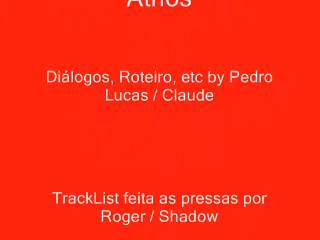 Athos
Diálogos, Roteiro, etc by Pedro
Lucas / Claude
TrackList feita as pressas por
Roger / Shadow